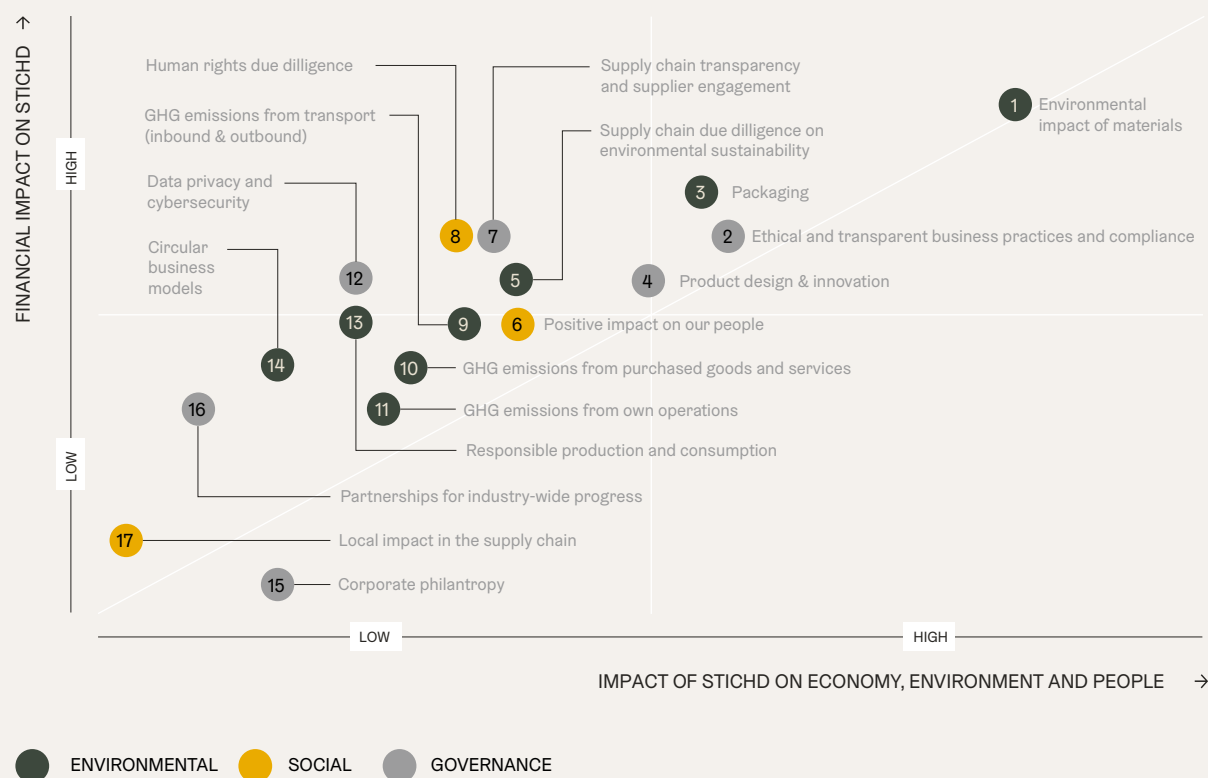 FINANCIAL IMPACT ON STICHD →
HIGH
LOW
Human rights due dilligence
GHG emissions from transport
(inbound & outbound)
Data privacy and
cybersecurity
Circular
business
models
Supply chain transparency
and supplier engagement
Supply chain due dilligence on
environmental sustainability
1 Environmental
impact of materials
3 Packaging
8
7
2 Ethical and transparent business practices and compliance
12
5
4 Product design & innovation
13
9
6 Positive impact on our people
14
10 GHG emissions from purchased goods and services
16
11 GHG emissions from own operations
Responsible production and consumption
Partnerships for industry-wide progress
17 Local impact in the supply chain
15 Corporate philantropy
LOW
HIGH
IMPACT OF STICHD ON ECONOMY, ENVIRONMENT AND PEOPLE →
ENVIRONMENTAL SOCIAL GOVERNANCE